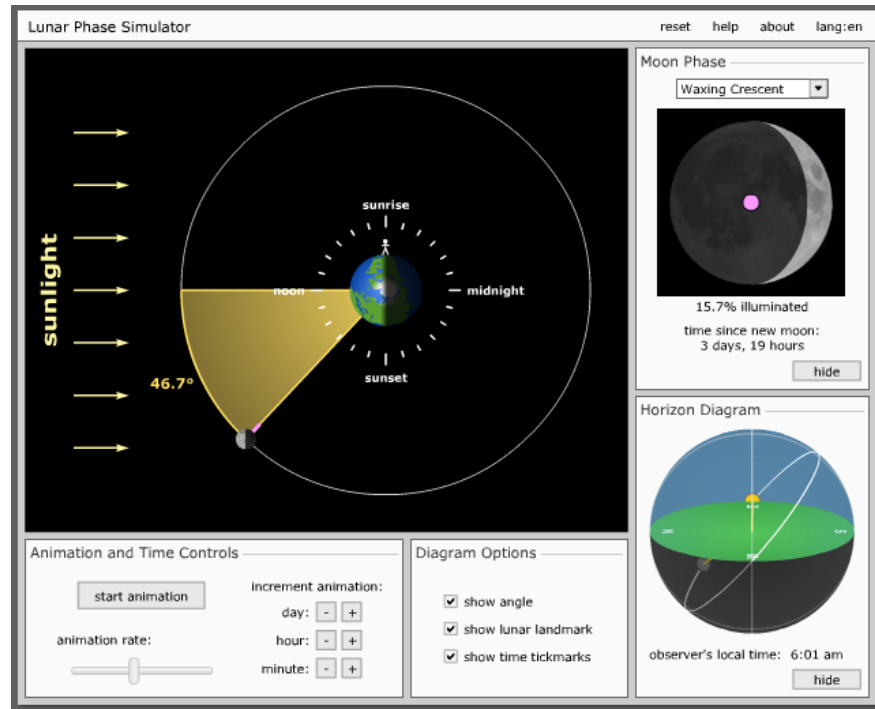 Lunar Phase Simulator
reset help about lang:en
sunlight
sunrise
noon
midnight
sunset
46.7°
Moon Phase
Waxing Crescent
15.7% illuminated
time since new moon:
3 days, 19 hours
hide
Horizon Diagram
observer's local time: 6:01 am
hide
Animation and Time Controls
start animation
animation rate:
increment animation:
day: - +
hour: - +
minute: - +
Diagram Options
show angle
show lunar landmark
show time tickmarks